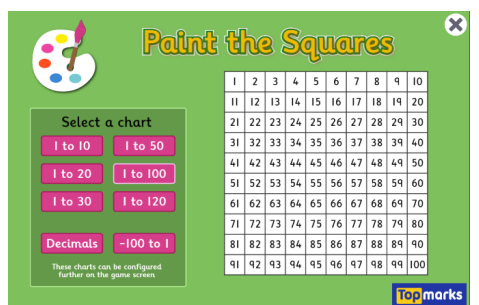 Paint the Squares
Select a chart
1 to 10 1 to 50
1 to 20 1 to 100
1 to 30 1 to 120
Decimals -100 to 1
These charts can be configured
further on the game screen
1 2 3 4 5 6 7 8 9 10
11 12 13 14 15 16 17 18 19 20
21 22 23 24 25 26 27 28 29 30
31 32 33 34 35 36 37 38 39 40
41 42 43 44 45 46 47 48 49 50
51 52 53 54 55 56 57 58 59 60
61 62 63 64 65 66 67 68 69 70
71 72 73 74 75 76 77 78 79 80
81 82 83 84 85 86 87 88 89 90
91 92 93 94 95 96 97 98 99 100
Topmarks